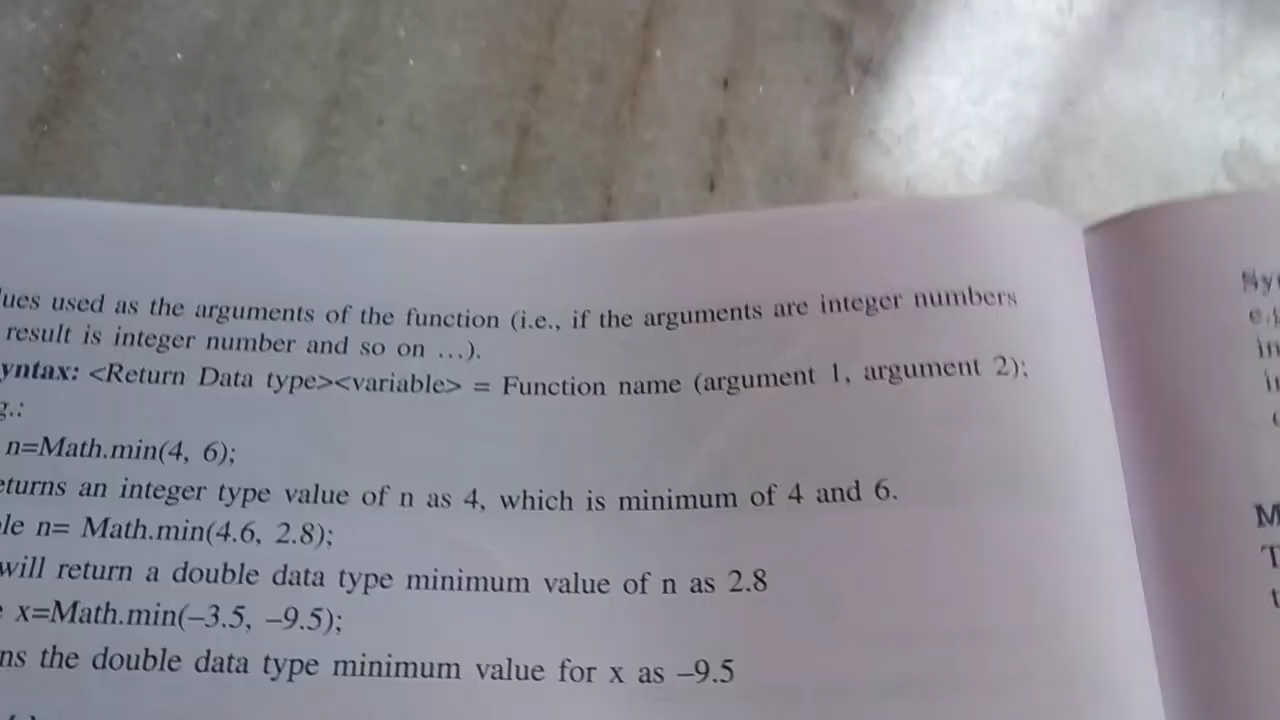 lues used as the arguments of the function (i.e., if the arguments are integer numbers
result is integer number and so on ...).
yntax: <Return Data type><variable> = Function name (argument 1, argument 2);
g.:
n=Math.min(4, 6);
eturns an integer type value of n as 4, which is minimum of 4 and 6.
le n= Math.min(4.6, 2.8);
will return a double data type minimum value of n as 2.8
e x=Math.min(–3.5, –9.5);
ns the double data type minimum value for x as –9.5
Sy
e.
in
M
T
t